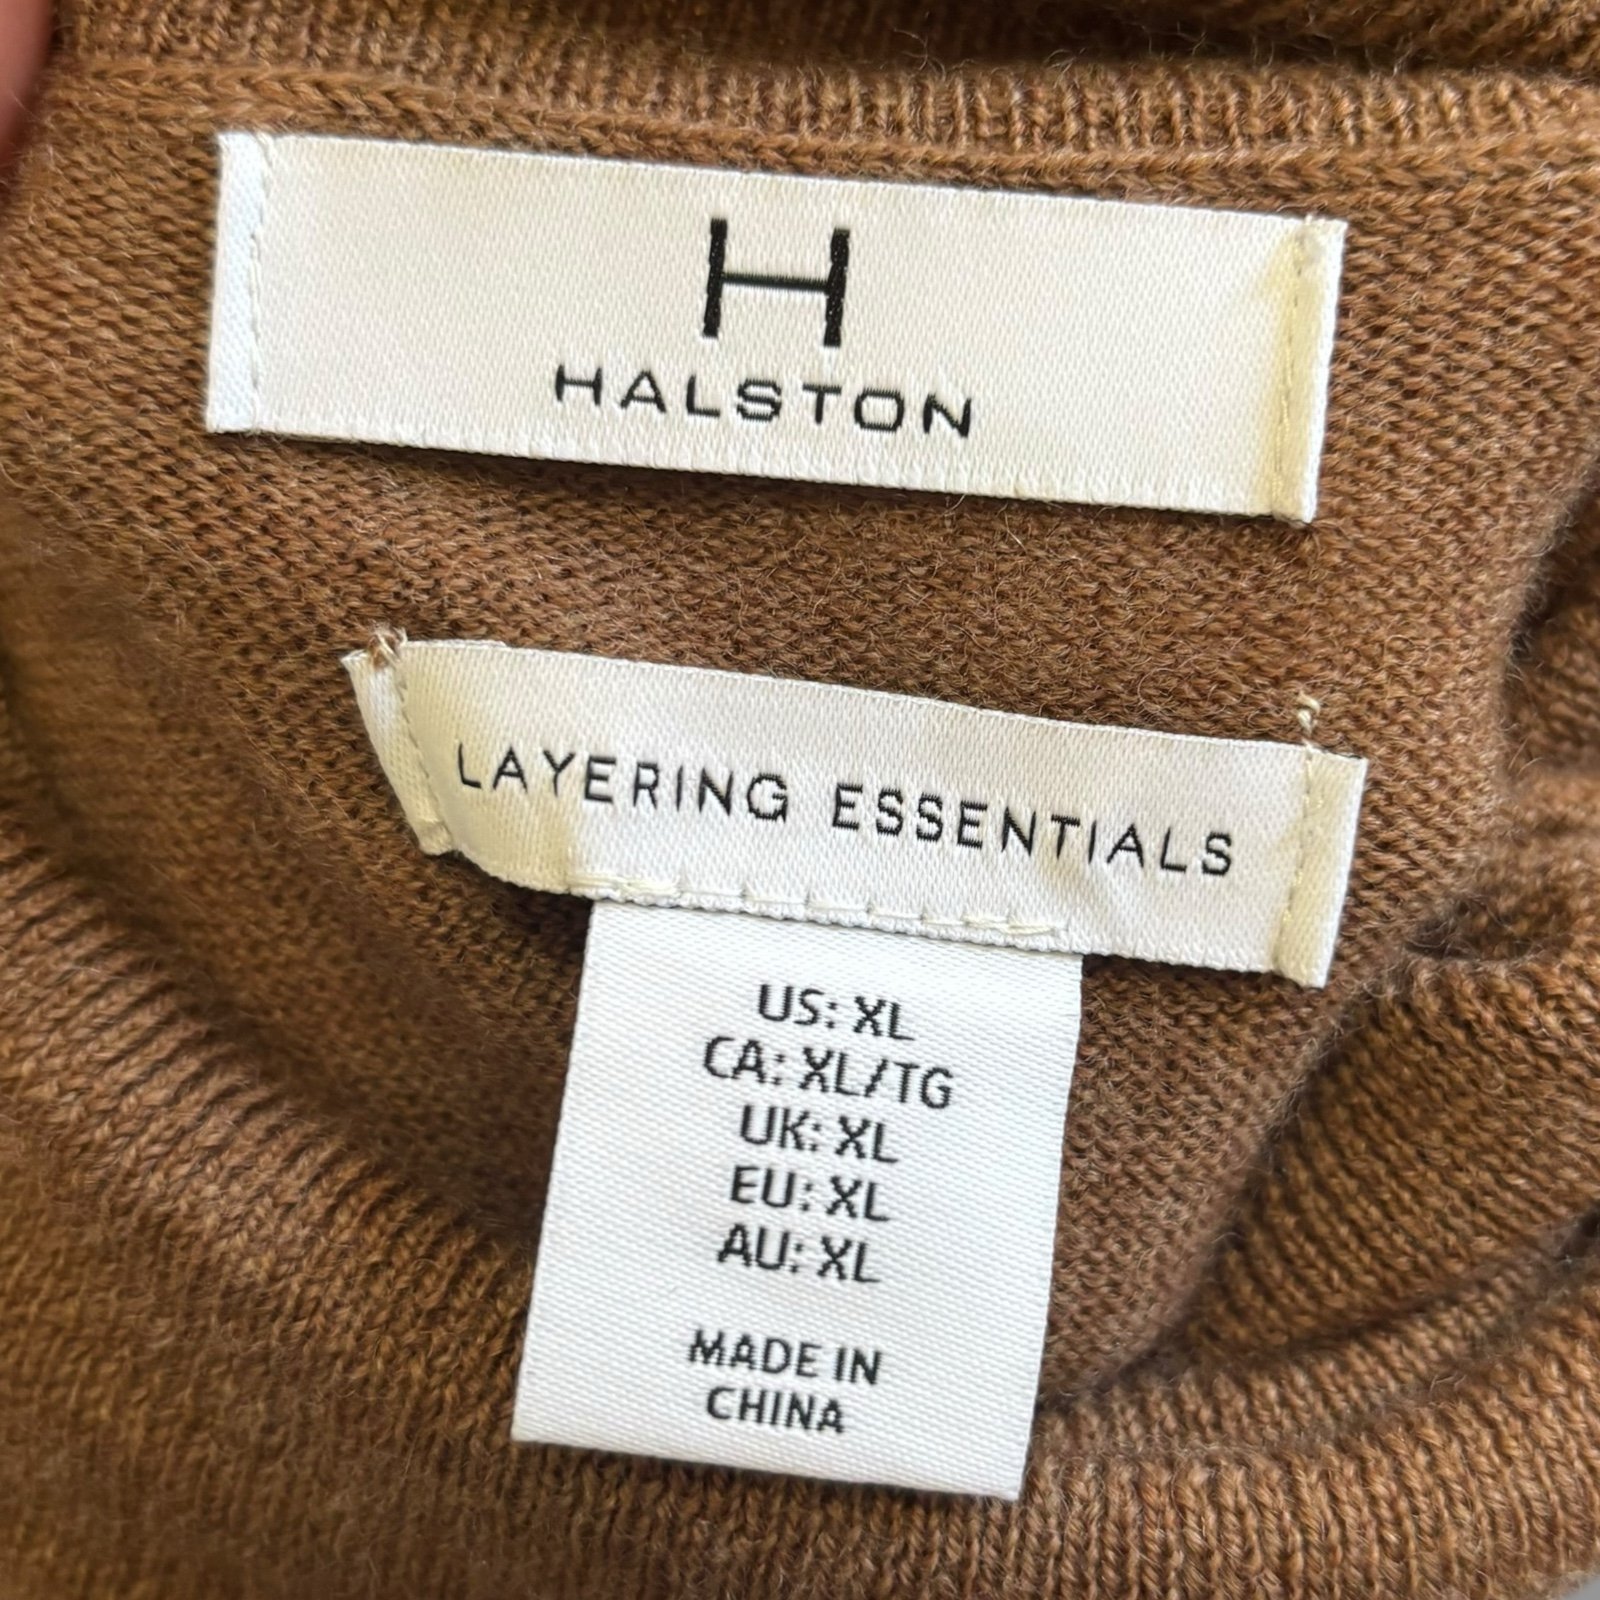 H
HALSTON
LAYERING ESSENTIALS
US: XL
CA: XL/TG
UK: XL
EU: XL
AU: XL
MADE IN
CHINA